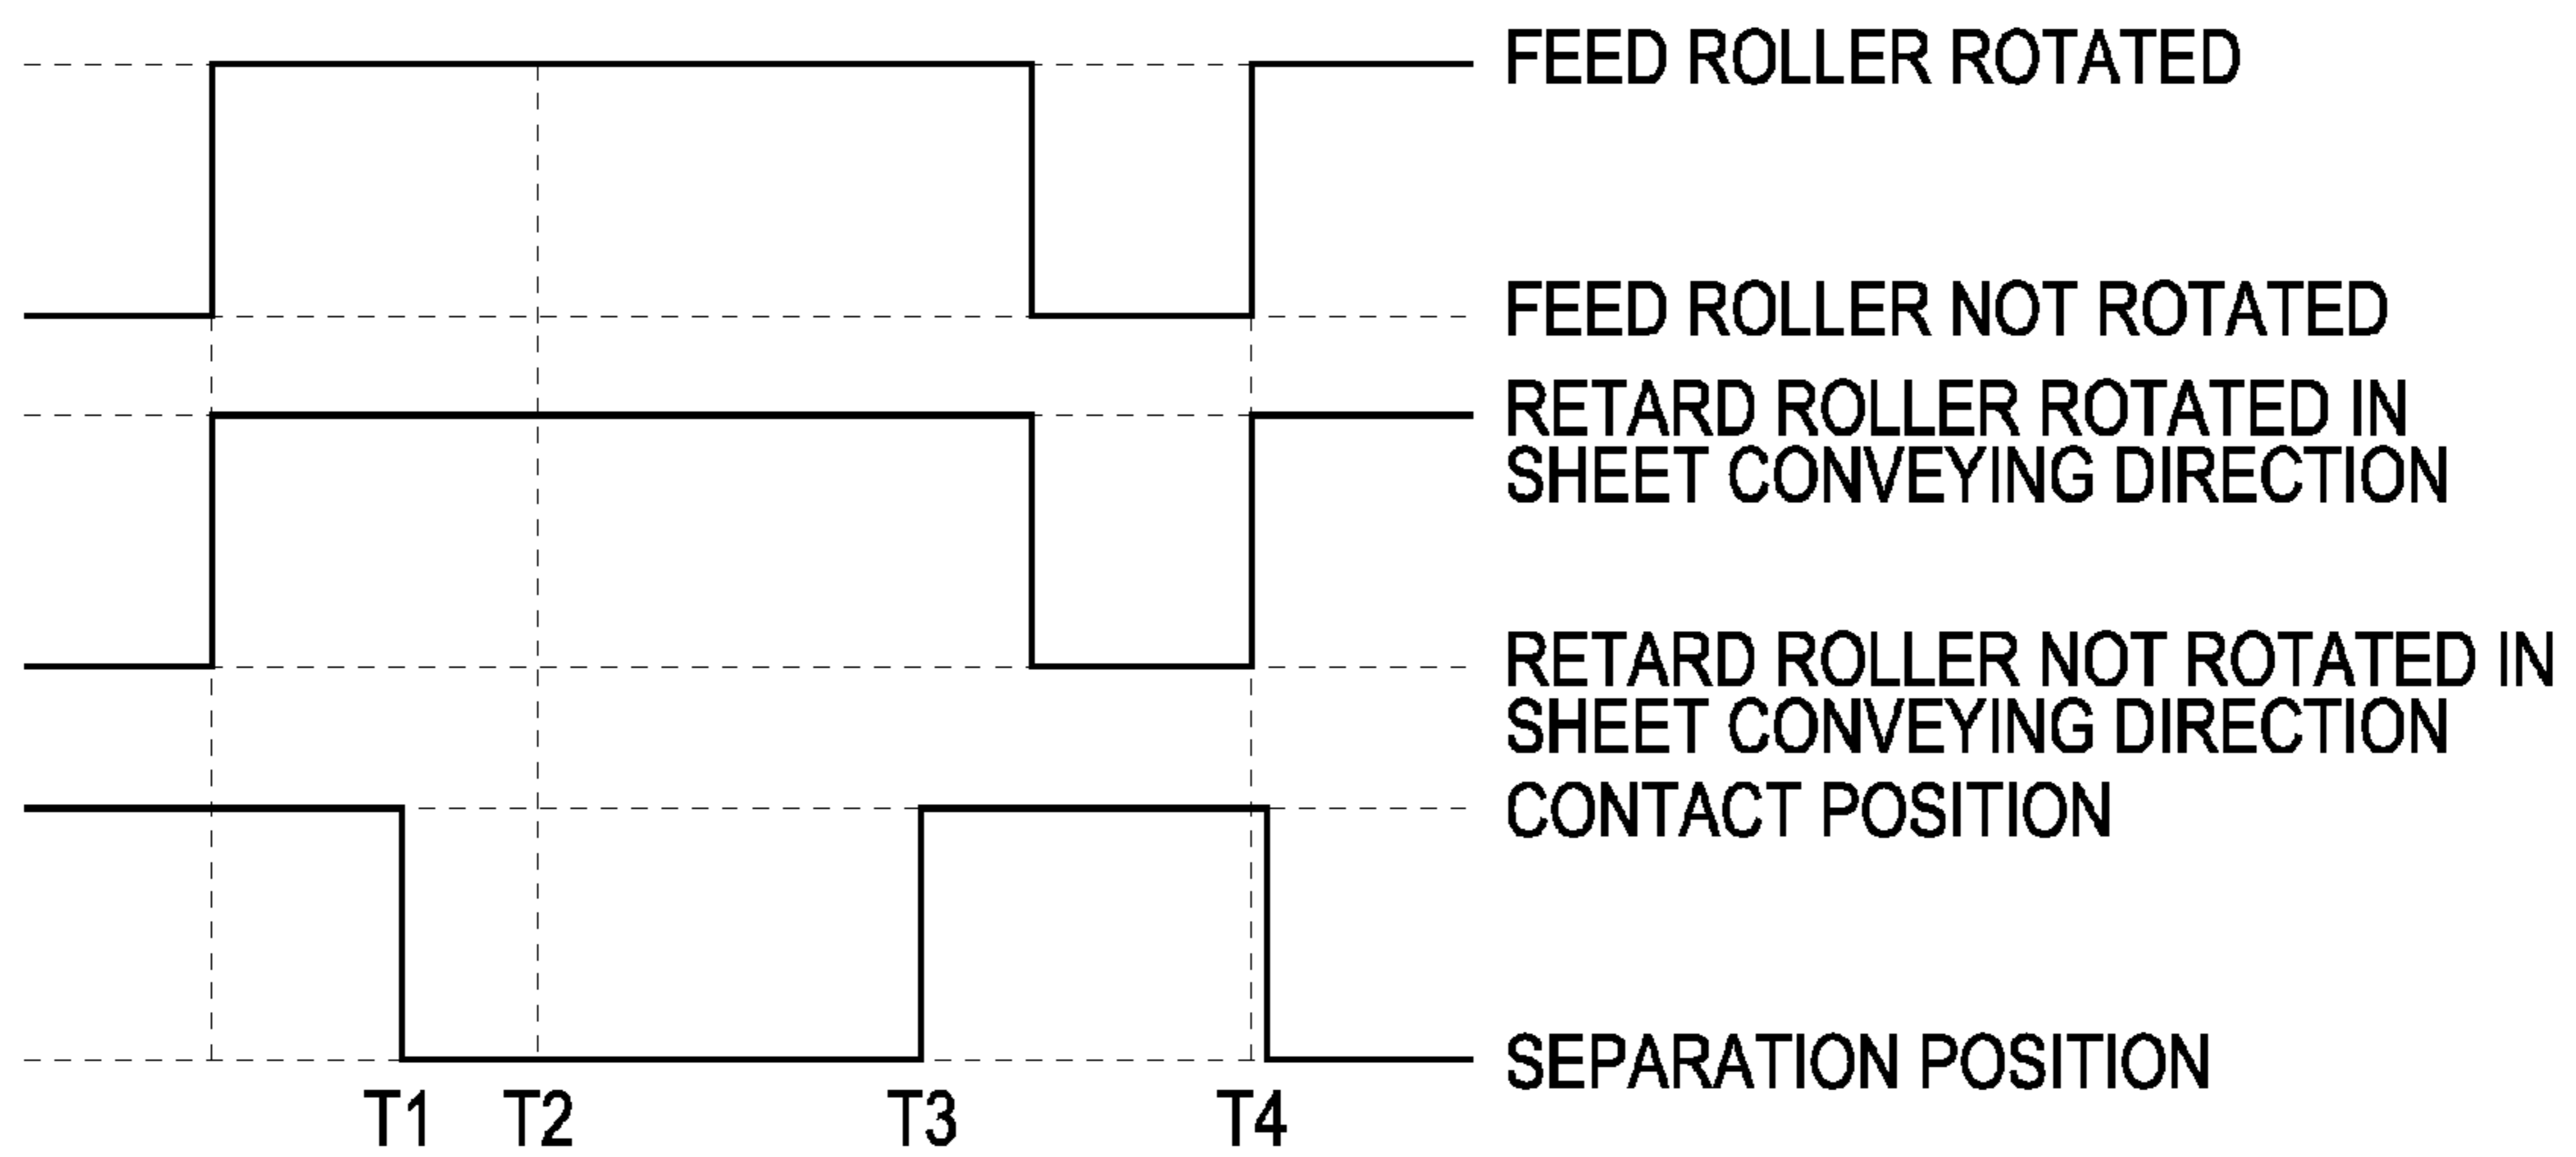 FEED ROLLER ROTATED
FEED ROLLER NOT ROTATED
RETARD ROLLER ROTATED IN
SHEET CONVEYING DIRECTION
RETARD ROLLER NOT ROTATED IN
SHEET CONVEYING DIRECTION
CONTACT POSITION
SEPARATION POSITION
T1 T2 T3 T4